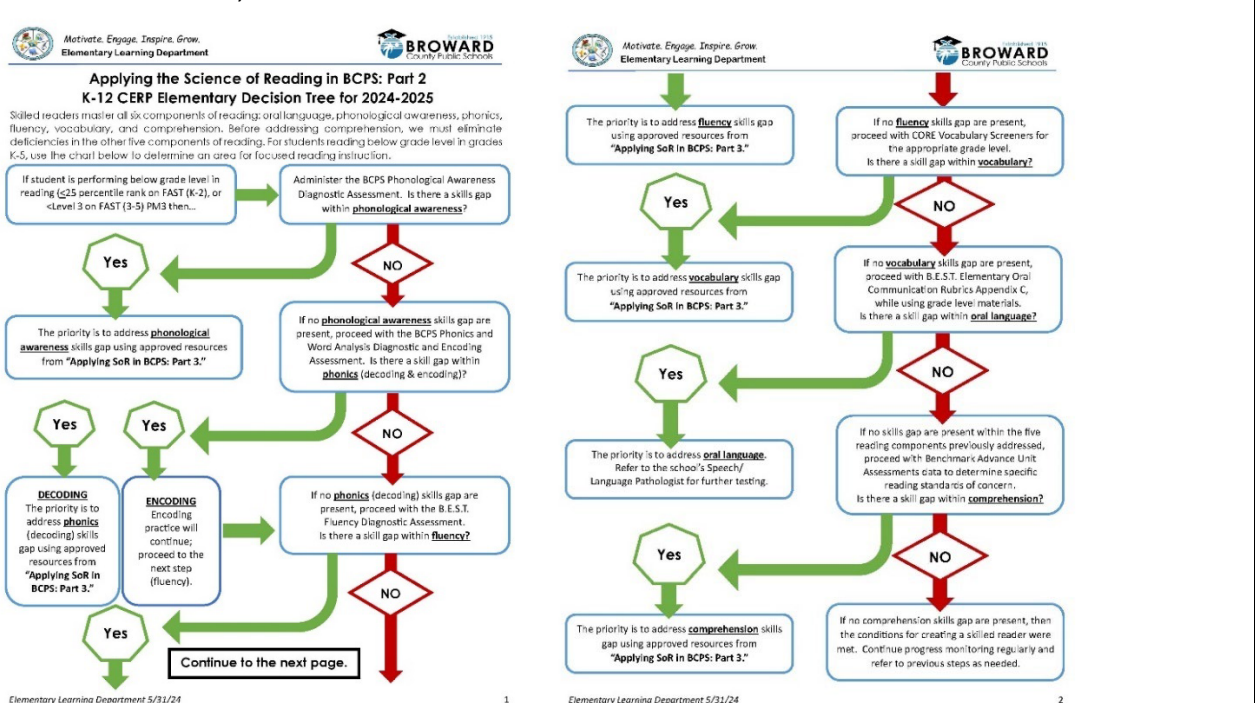 Motivate. Engage. Inspire. Grow.
Elementary Learning Department
Established 1915
BROWARD
County Public Schools
Applying the Science of Reading in BCPS: Part 2
K-12 CERP Elementary Decision Tree for 2024-2025
Skilled readers master all six components of reading: oral language, phonological awareness, phonics,
fluency, vocabulary, and comprehension. Before addressing comprehension, we must eliminate
deficiencies in the other five components of reading. For students reading below grade level in grades
K-5, use the chart below to determine an area for focused reading instruction.
If student is performing below grade level in
reading (≤25 percentile rank on FAST (K-2), or
<Level 3 on FAST (3-5) PM3 then...
Administer the BCPS Phonological Awareness
Diagnostic Assessment. Is there a skills gap
within phonological awareness?
Yes
NO
The priority is to address phonological
awareness skills gap using approved resources
from “Applying SoR in BCPS: Part 3.”
If no phonological awareness skills gap are
present, proceed with the BCPS Phonics and
Word Analysis Diagnostic and Encoding
Assessment. Is there a skill gap within
phonics (decoding & encoding)?
Yes
Yes
NO
DECODING
The priority is to
address phonics
(decoding) skills
gap using approved
resources from
“Applying SoR in
BCPS: Part 3.”
ENCODING
Encoding
practice will
continue;
proceed to the
next step
(fluency).
If no phonics (decoding) skills gap are
present, proceed with the B.E.S.T.
Fluency Diagnostic Assessment.
Is there a skill gap within fluency?
Yes
NO
Continue to the next page.
Elementary Learning Department 5/31/24
1
Motivate. Engage. Inspire. Grow.
Elementary Learning Department
Established 1915
BROWARD
County Public Schools
The priority is to address fluency skills gap
using approved resources from
“Applying SoR in BCPS: Part 3.”
If no fluency skills gap are present,
proceed with CORE Vocabulary Screeners for
the appropriate grade level.
Is there a skill gap within vocabulary?
Yes
NO
The priority is to address vocabulary skills gap
using approved resources from
“Applying SoR in BCPS: Part 3.”
If no vocabulary skills gap are present,
proceed with B.E.S.T. Elementary Oral
Communication Rubrics Appendix C,
while using grade level materials.
Is there a skill gap within oral language?
Yes
NO
The priority is to address oral language.
Refer to the school's Speech/
Language Pathologist for further testing.
If no skills gap are present within the five
reading components previously addressed,
proceed with Benchmark Advance Unit
Assessments data to determine specific
reading standards of concern.
Is there a skill gap within comprehension?
Yes
NO
The priority is to address comprehension skills
gap using approved resources from
“Applying SoR in BCPS: Part 3.”
If no comprehension skills gap are present, then
the conditions for creating a skilled reader were
met. Continue progress monitoring regularly and
refer to previous steps as needed.
Elementary Learning Department 5/31/24
2